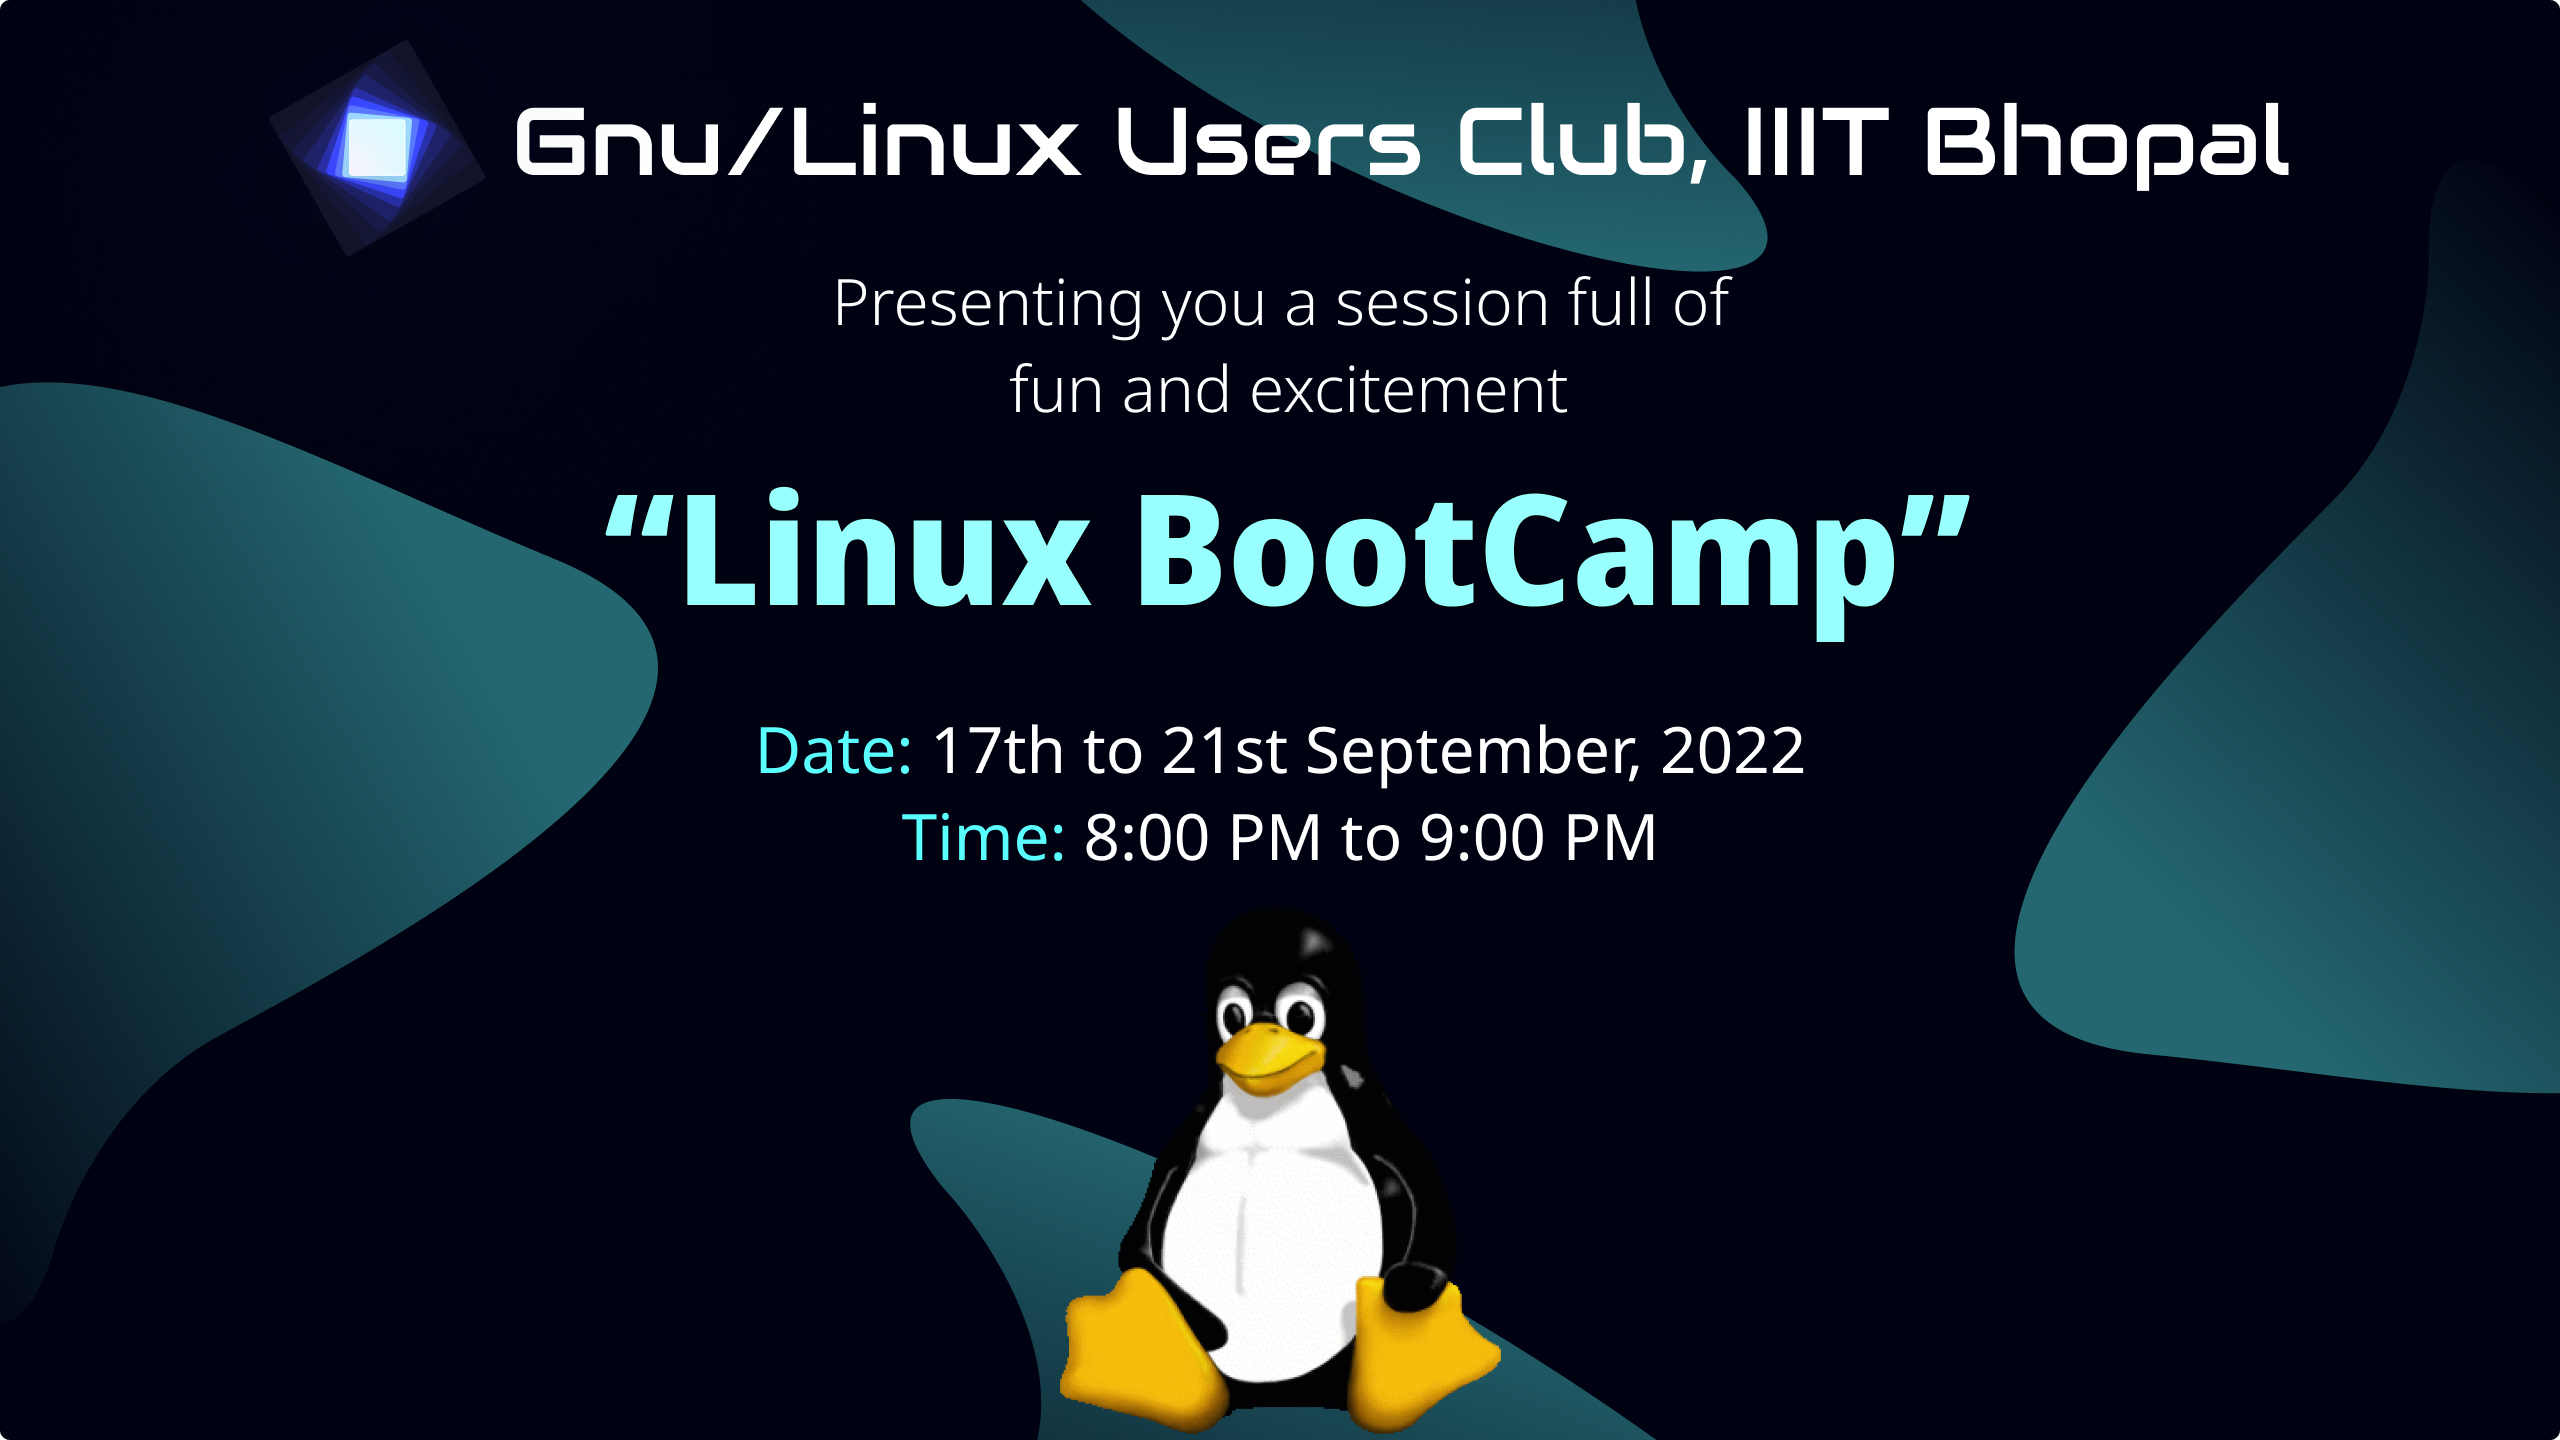 Gnu/Linux Users Club, IIIT Bhopal
Presenting you a session full of
fun and excitement
“Linux BootCamp”
Date: 17th to 21st September, 2022
Time: 8:00 PM to 9:00 PM